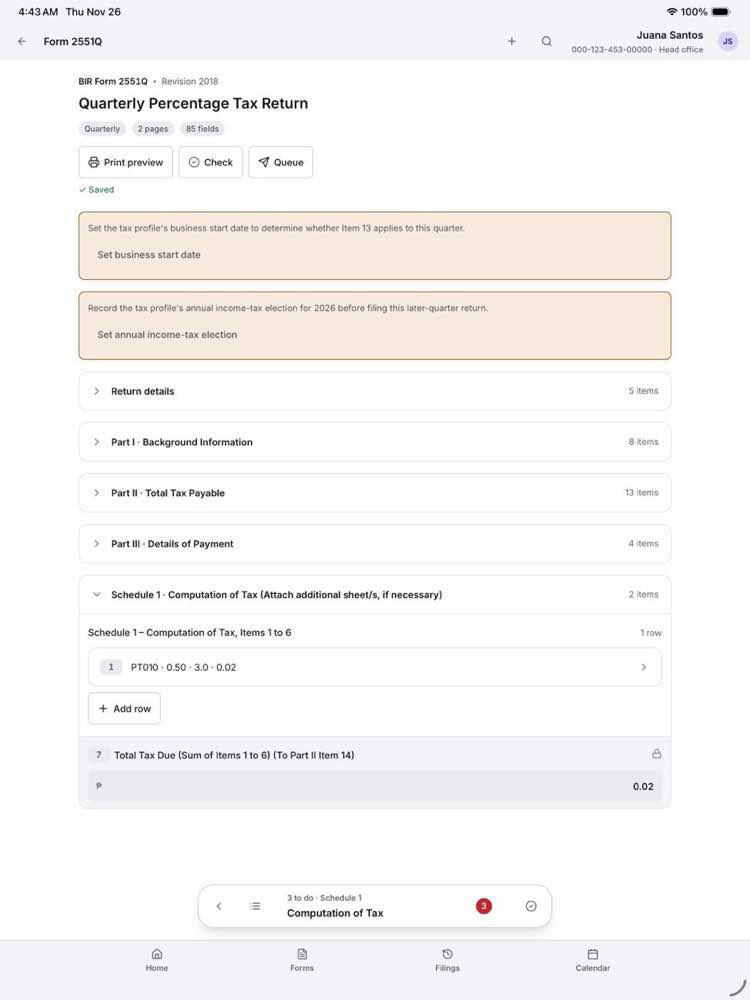 4:43 AM Thu Nov 26
100%
Form 2551Q
Juana Santos
000-123-453-00000 · Head office
JS
BIR Form 2551Q • Revision 2018
Quarterly Percentage Tax Return
Quarterly
2 pages
85 fields
Print preview
Check
Queue
✓ Saved
Set the tax profile's business start date to determine whether Item 13 applies to this quarter.
Set business start date
Record the tax profile's annual income-tax election for 2026 before filing this later-quarter return.
Set annual income-tax election
Return details
5 items
Part I · Background Information
8 items
Part II · Total Tax Payable
13 items
Part III · Details of Payment
4 items
Schedule 1 · Computation of Tax (Attach additional sheet/s, if necessary)
2 items
Schedule 1 – Computation of Tax, Items 1 to 6
1 row
1
PT010 · 0.50 · 3.0 · 0.02
+ Add row
7
Total Tax Due (Sum of Items 1 to 6) (To Part II Item 14)
₱
0.02
3 to do · Schedule 1
Computation of Tax
3
Home
Forms
Filings
Calendar